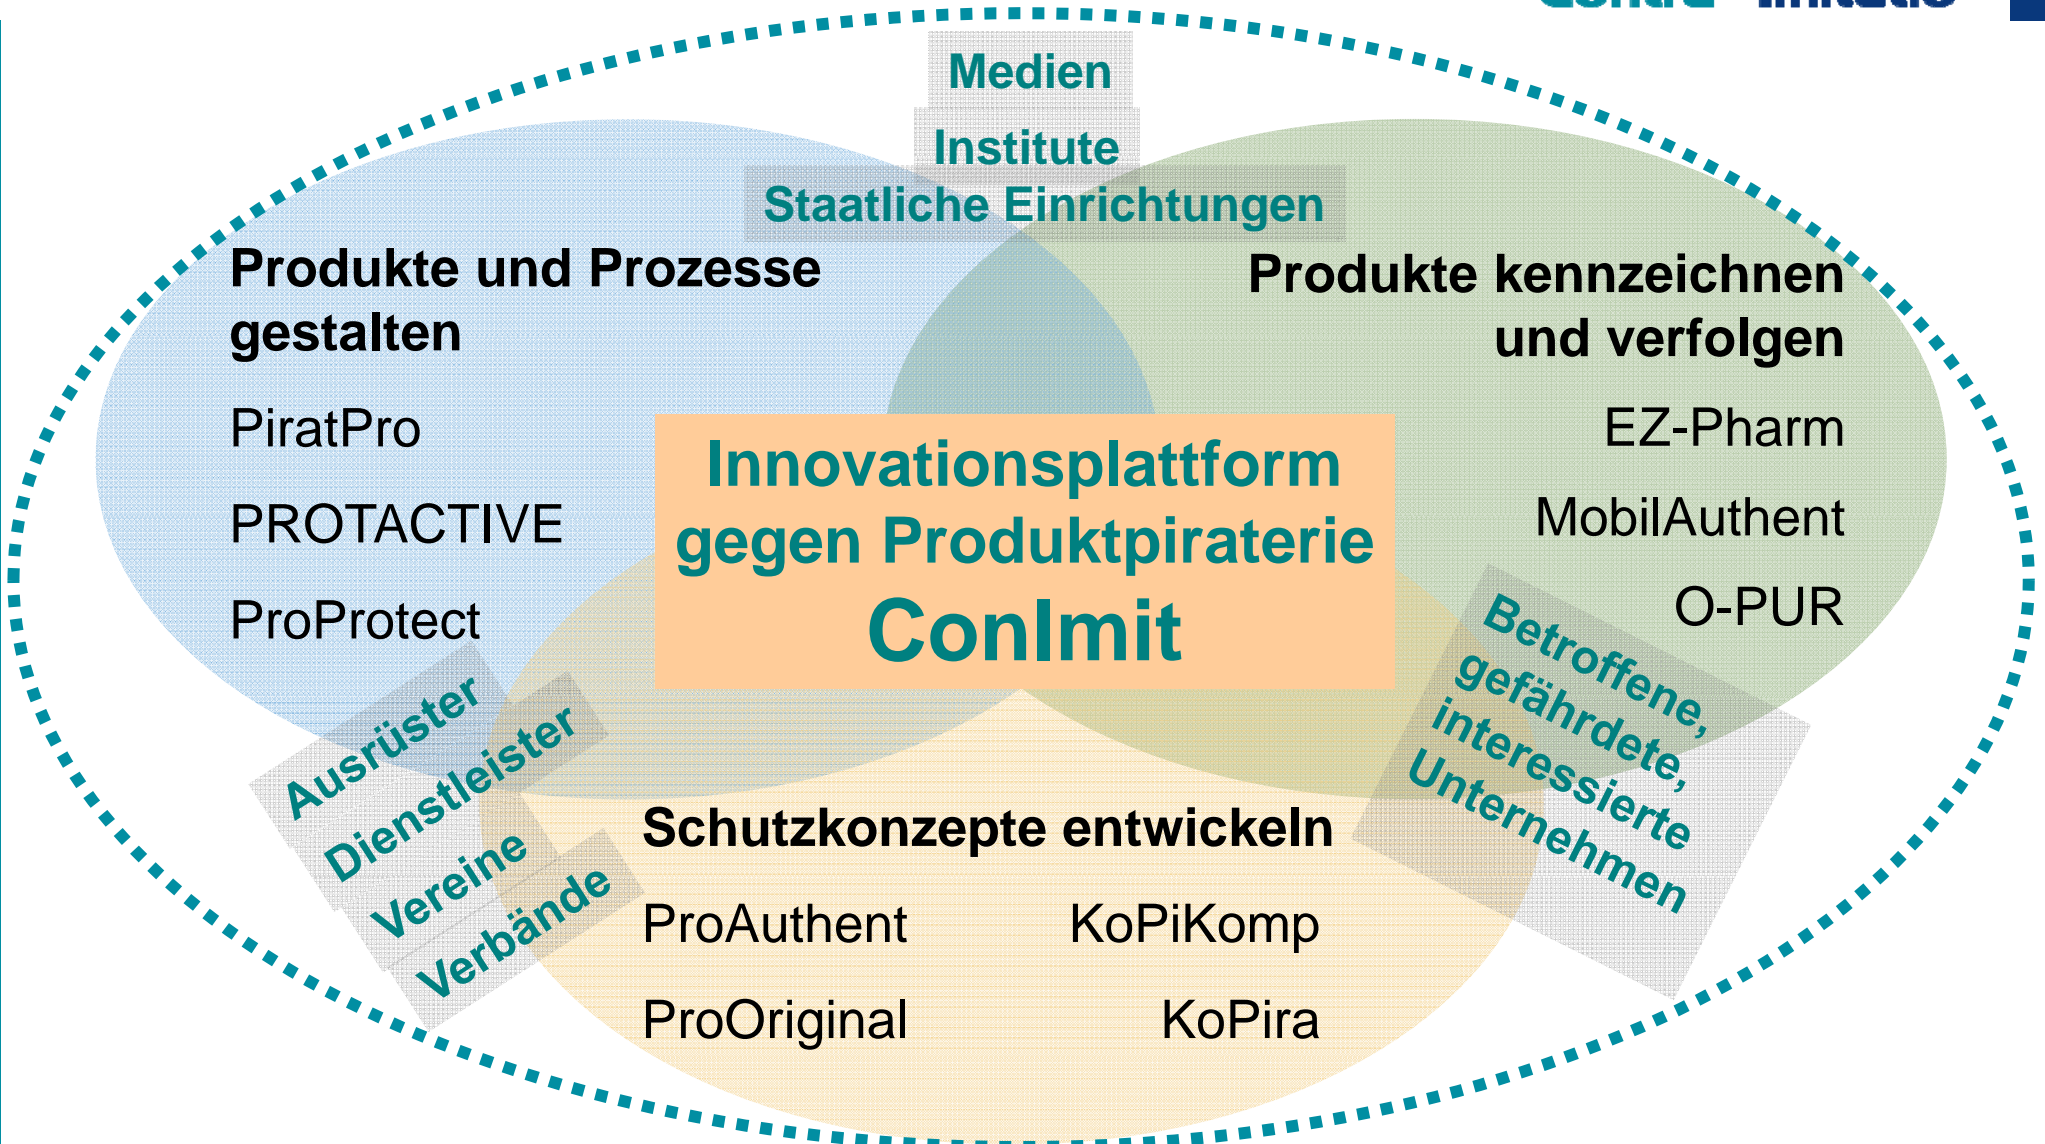 Medien
Institute
Staatliche Einrichtungen
Produkte und Prozesse
gestalten
PiratPro
PROTACTIVE
ProProtect
Produkte kennzeichnen
und verfolgen
EZ-Pharm
MobilAuthent
O-PUR
Innovationsplattform
gegen Produktpiraterie
ConImit
Ausrüster
Dienstleister
Vereine
Verbände
Betroffene,
gefährdete,
interessierte
Unternehmen
Schutzkonzepte entwickeln
ProAuthent KoPiKomp
ProOriginal KoPira